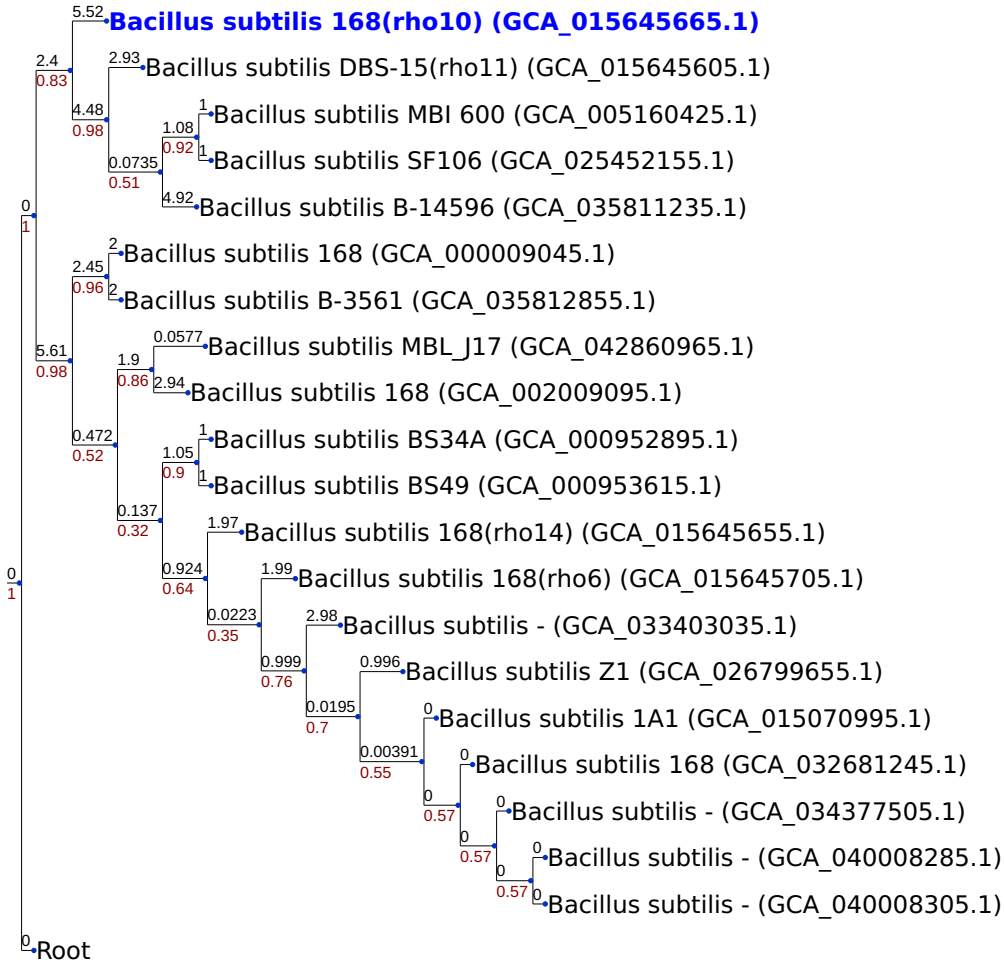 5.52
Bacillus subtilis 168(rho10) (GCA_015645665.1)
2.4
0.83
2.93
Bacillus subtilis DBS-15(rho11) (GCA_015645605.1)
4.48
0.98
1
Bacillus subtilis MBI 600 (GCA_005160425.1)
1.08
0.92
1
Bacillus subtilis SF106 (GCA_025452155.1)
0.0735
0.51
4.92
Bacillus subtilis B-14596 (GCA_035811235.1)
0
1
2
Bacillus subtilis 168 (GCA_000009045.1)
2.45
0.96
2
Bacillus subtilis B-3561 (GCA_035812855.1)
0.0577
Bacillus subtilis MBL_J17 (GCA_042860965.1)
5.61
0.98
1.9
0.86
2.94
Bacillus subtilis 168 (GCA_002009095.1)
0.472
0.52
1
Bacillus subtilis BS34A (GCA_000952895.1)
1.05
0.9
1
Bacillus subtilis BS49 (GCA_000953615.1)
0.137
0.32
1.97
Bacillus subtilis 168(rho14) (GCA_015645655.1)
0
1
0.924
0.64
1.99
Bacillus subtilis 168(rho6) (GCA_015645705.1)
0.0223
0.35
2.98
Bacillus subtilis - (GCA_033403035.1)
0.999
0.76
0.996
Bacillus subtilis Z1 (GCA_026799655.1)
0.0195
0.7
0
Bacillus subtilis 1A1 (GCA_015070995.1)
0.00391
0.55
0
Bacillus subtilis 168 (GCA_032681245.1)
0
0.57
0
Bacillus subtilis - (GCA_034377505.1)
0
0.57
0
Bacillus subtilis - (GCA_040008285.1)
0
0.57
0
Bacillus subtilis - (GCA_040008305.1)
0
Root